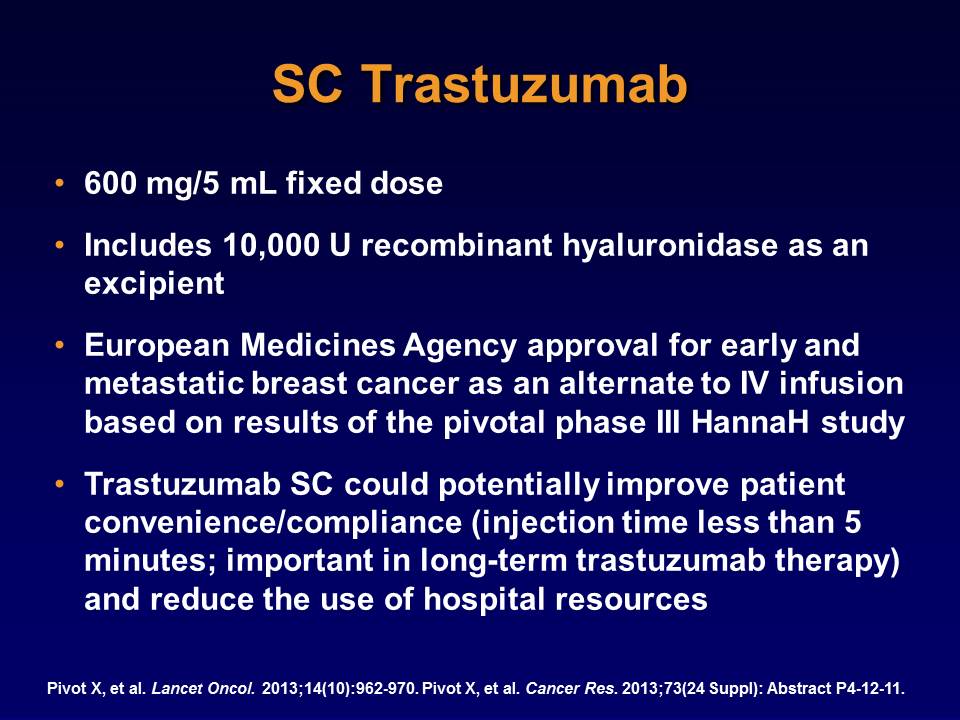 SC Trastuzumab
• 600 mg/5 mL fixed dose
• Includes 10,000 U recombinant hyaluronidase as an
excipient
• European Medicines Agency approval for early and
metastatic breast cancer as an alternate to IV infusion
based on results of the pivotal phase III HannaH study
• Trastuzumab SC could potentially improve patient
convenience/compliance (injection time less than 5
minutes; important in long-term trastuzumab therapy)
and reduce the use of hospital resources
Pivot X, et al. Lancet Oncol. 2013;14(10):962-970. Pivot X, et al. Cancer Res. 2013;73(24 Suppl): Abstract P4-12-11.